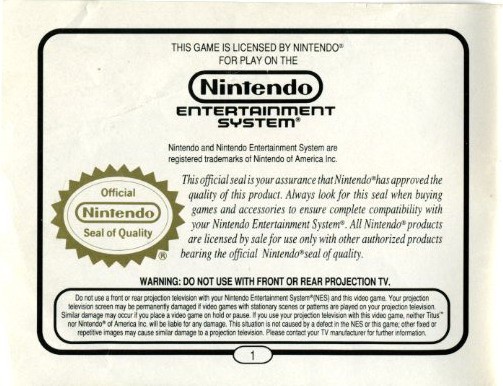 THIS GAME IS LICENSED BY NINTENDO®
FOR PLAY ON THE
Nintendo
ENTERTAINMENT
SYSTEM®
Nintendo and Nintendo Entertainment System are
registered trademarks of Nintendo of America Inc.
Official
Nintendo
Seal of Quality
®
This official seal is your assurance that Nintendo® has approved the
quality of this product. Always look for this seal when buying
games and accessories to ensure complete compatibility with
your Nintendo Entertainment System®. All Nintendo® products
are licensed by sale for use only with other authorized products
bearing the official Nintendo® seal of quality.
WARNING: DO NOT USE WITH FRONT OR REAR PROJECTION TV.
Do not use a front or rear projection television with your Nintendo Entertainment System® (NES) and this video game. Your projection
television screen may be permanently damaged if video games with stationary scenes or patterns are played on your projection television.
Similar damage may occur if you place a video game on hold or pause. If you use your projection television with this video game, neither Titus™
nor Nintendo® of America Inc. will be liable for any damage. This situation is not caused by a defect in the NES or this game; other fixed or
repetitive images may cause similar damage to a projection television. Please contact your TV manufacturer for further information.
1